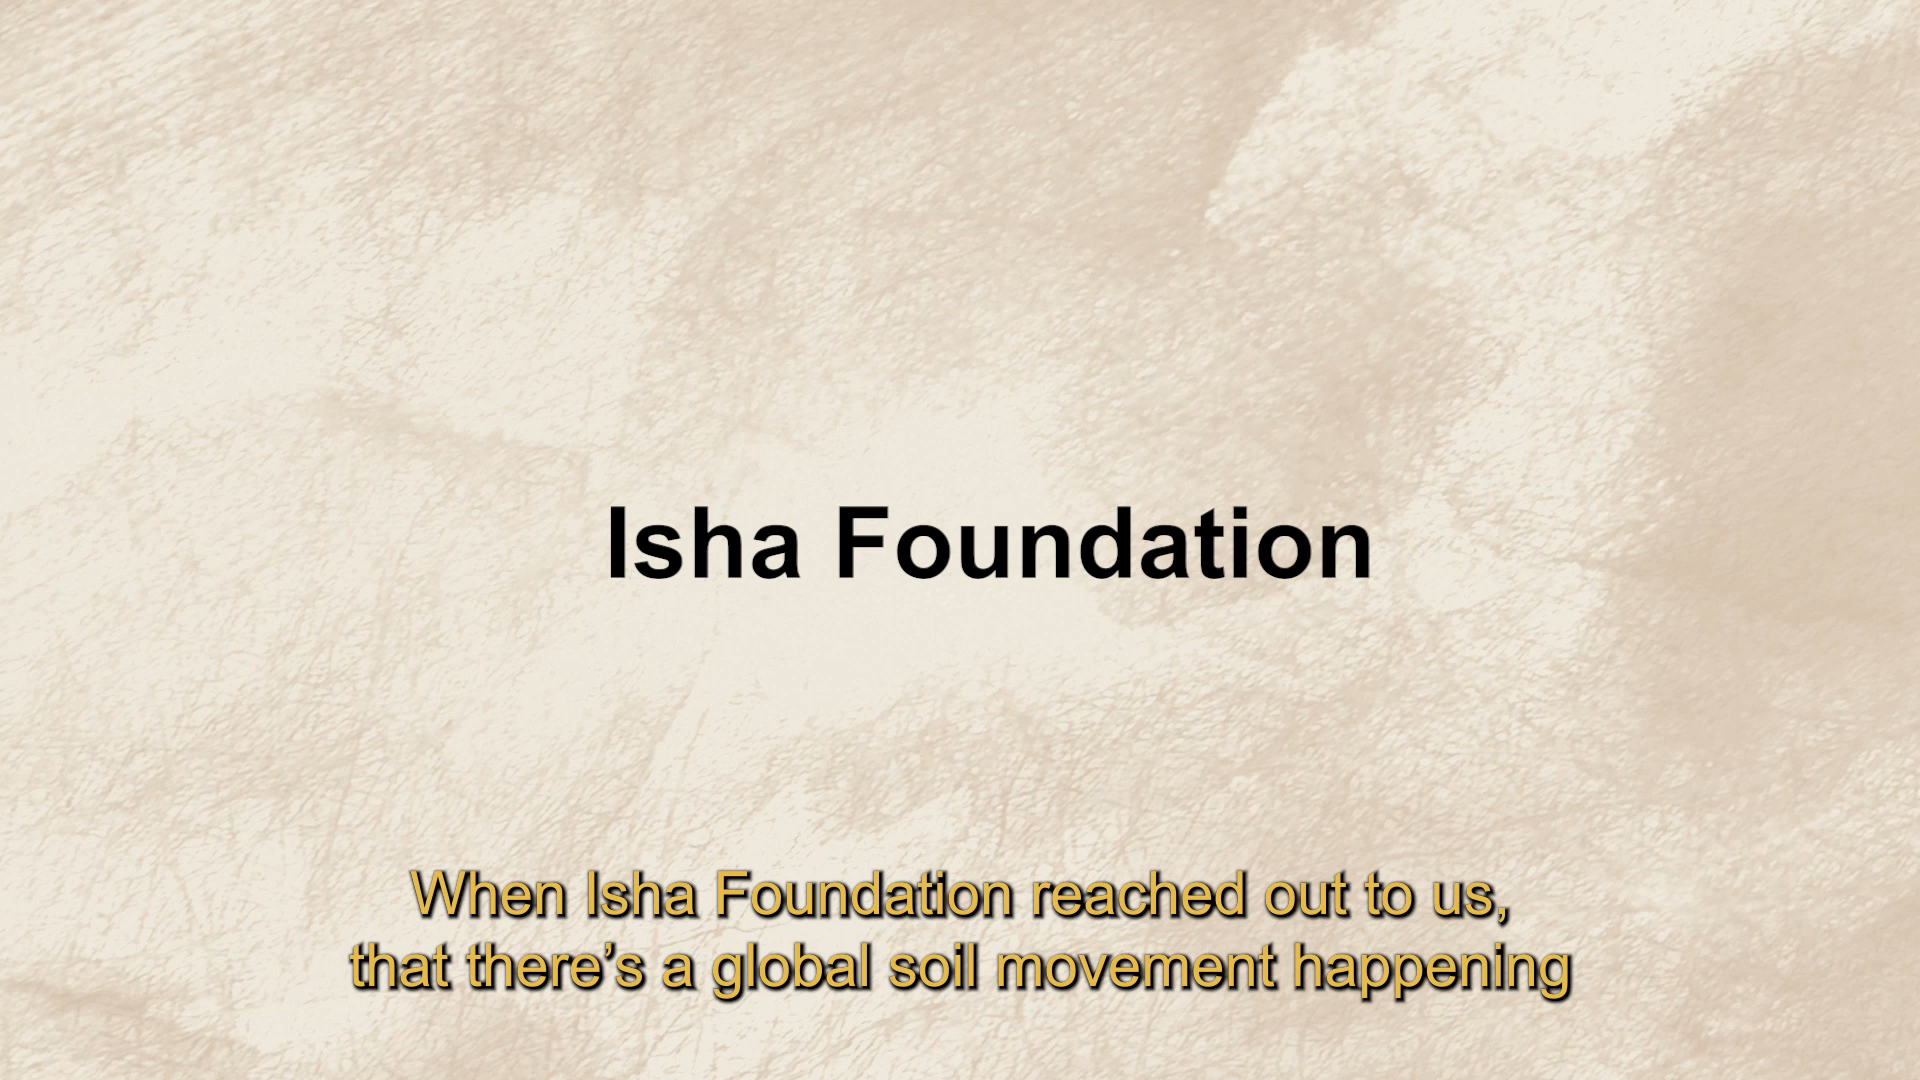 Isha Foundation
When Isha Foundation reached out to us,
that there’s a global soil movement happening